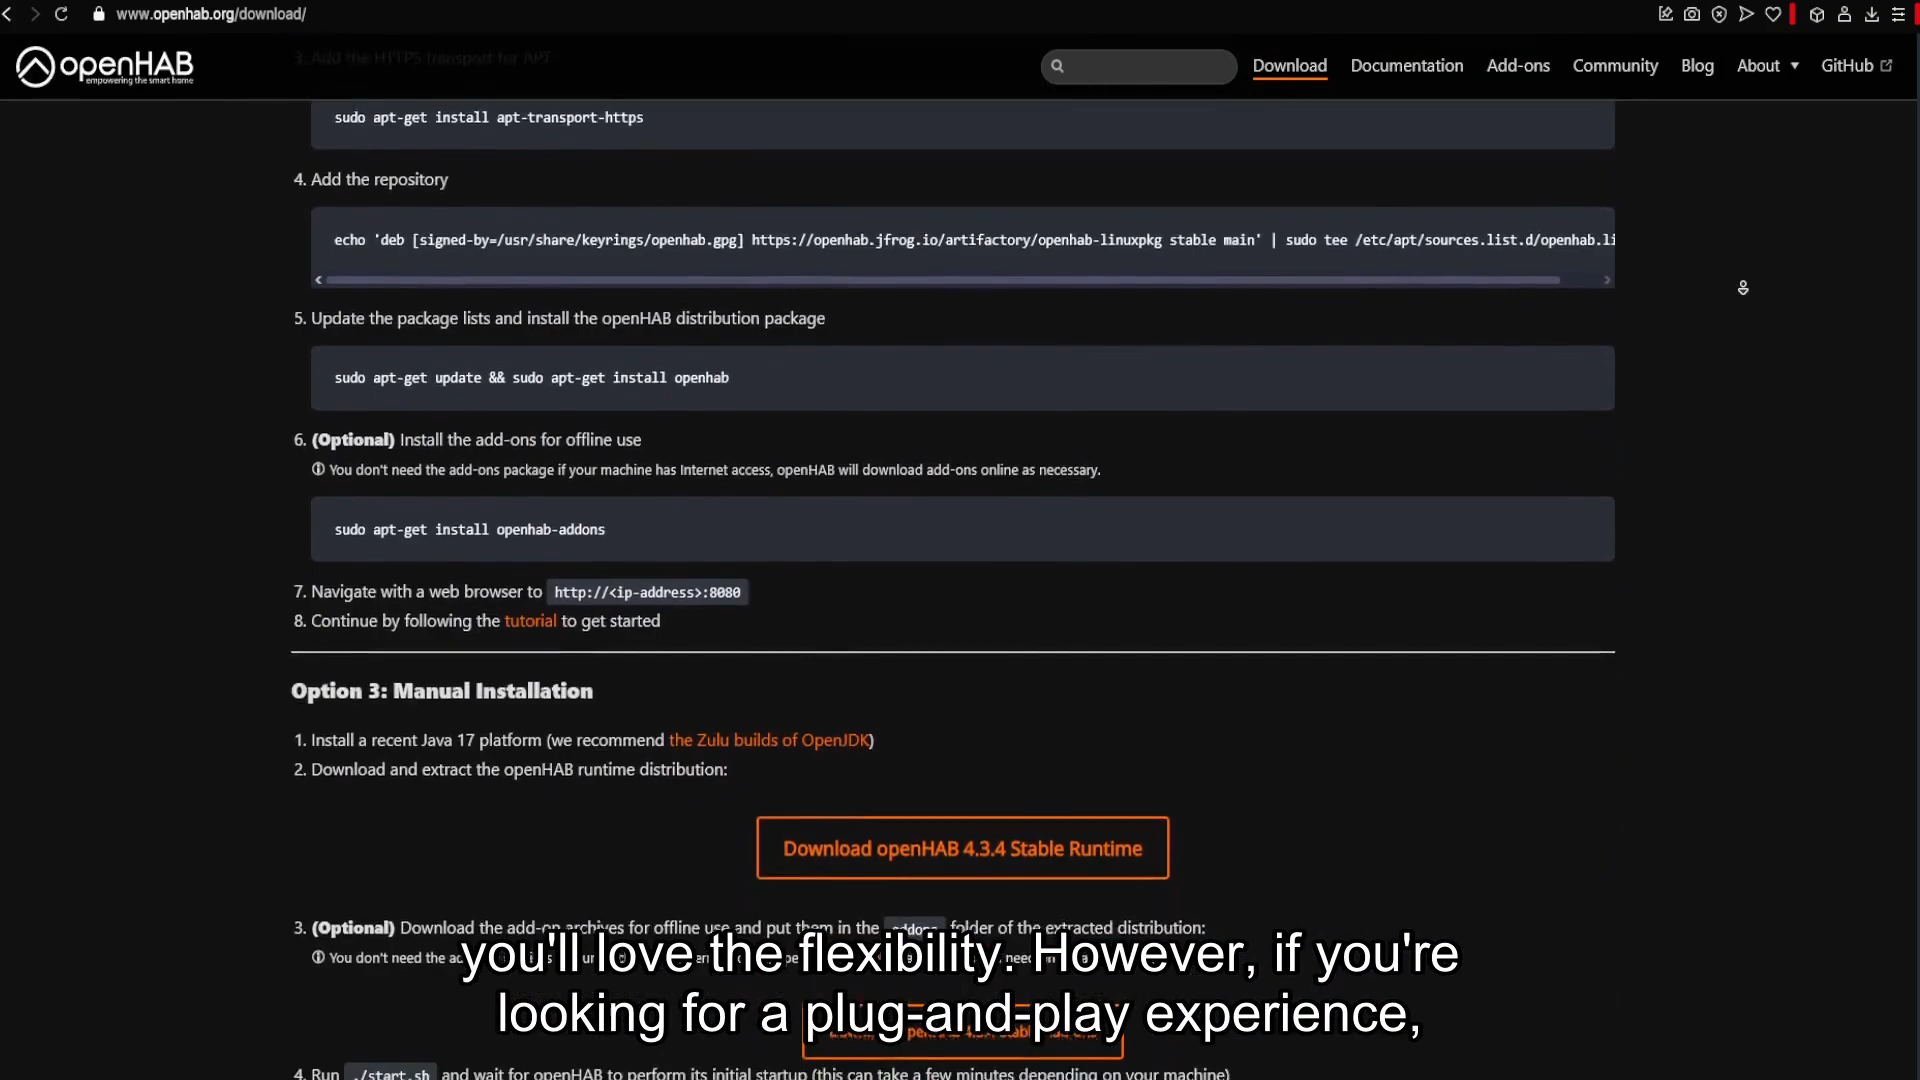 www.openhab.org/download/
openHAB
empowering the smart home
Download
Documentation
Add-ons
Community
Blog
About
GitHub
3. Add the HTTPS transport for APT
sudo apt-get install apt-transport-https
4. Add the repository
echo 'deb [signed-by=/usr/share/keyrings/openhab.gpg] https://openhab.jfrog.io/artifactory/openhab-linuxpkg stable main' | sudo tee /etc/apt/sources.list.d/openhab.li
5. Update the package lists and install the openHAB distribution package
sudo apt-get update && sudo apt-get install openhab
6. (Optional) Install the add-ons for offline use
You don't need the add-ons package if your machine has Internet access, openHAB will download add-ons online as necessary.
sudo apt-get install openhab-addons
7. Navigate with a web browser to http://<ip-address>:8080
8. Continue by following the tutorial to get started
Option 3: Manual Installation
1. Install a recent Java 17 platform (we recommend the Zulu builds of OpenJDK)
2. Download and extract the openHAB runtime distribution:
Download openHAB 4.3.4 Stable Runtime
3. (Optional) Download the add-on archives for offline use and put them in the addons folder of the extracted distribution:
You don't need the
you'll love the flexibility. However, if you're
looking for a plug-and-play experience,
4. Run ./start.sh and wait for openHAB to perform its initial startup (this can take a few minutes depending on your machine)